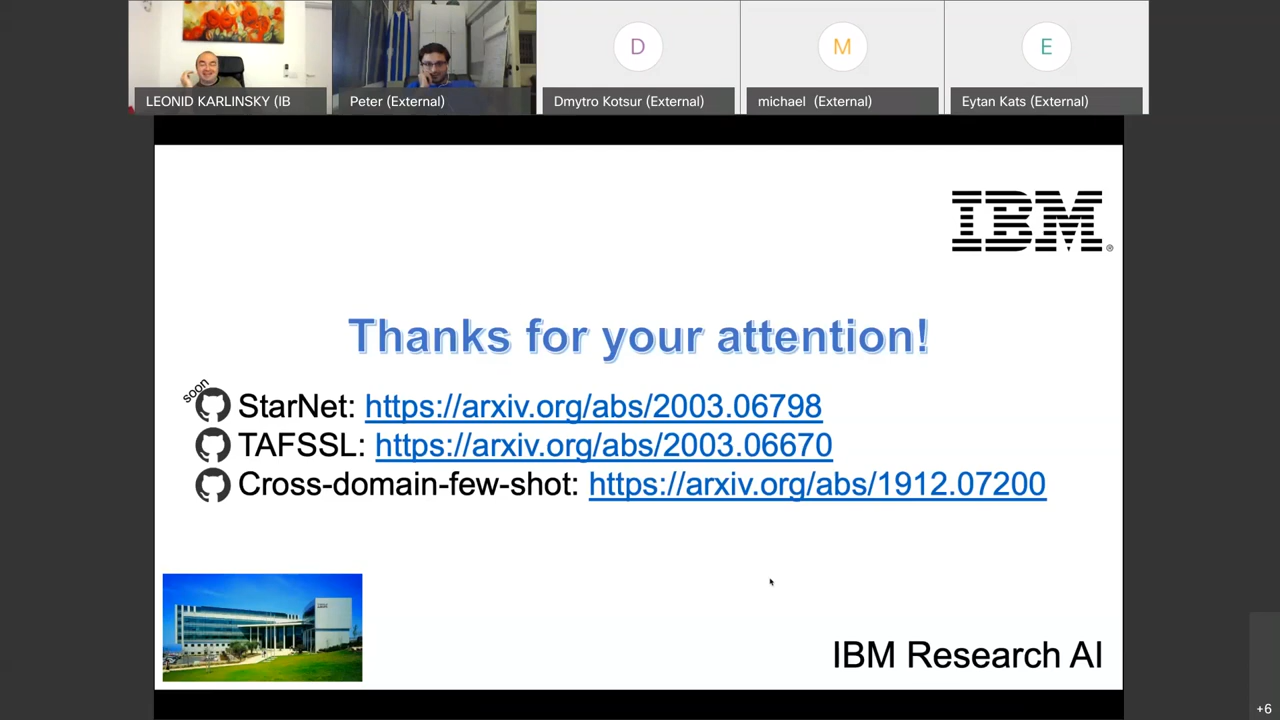 D
M
E
LEONID KARLINSKY (IB
Peter (External)
Dmytro Kotsur (External)
michael (External)
Eytan Kats (External)
IBM®
Thanks for your attention!
soon
StarNet: https://arxiv.org/abs/2003.06798
TAFSSL: https://arxiv.org/abs/2003.06670
Cross-domain-few-shot: https://arxiv.org/abs/1912.07200
IBM
IBM Research AI
+6